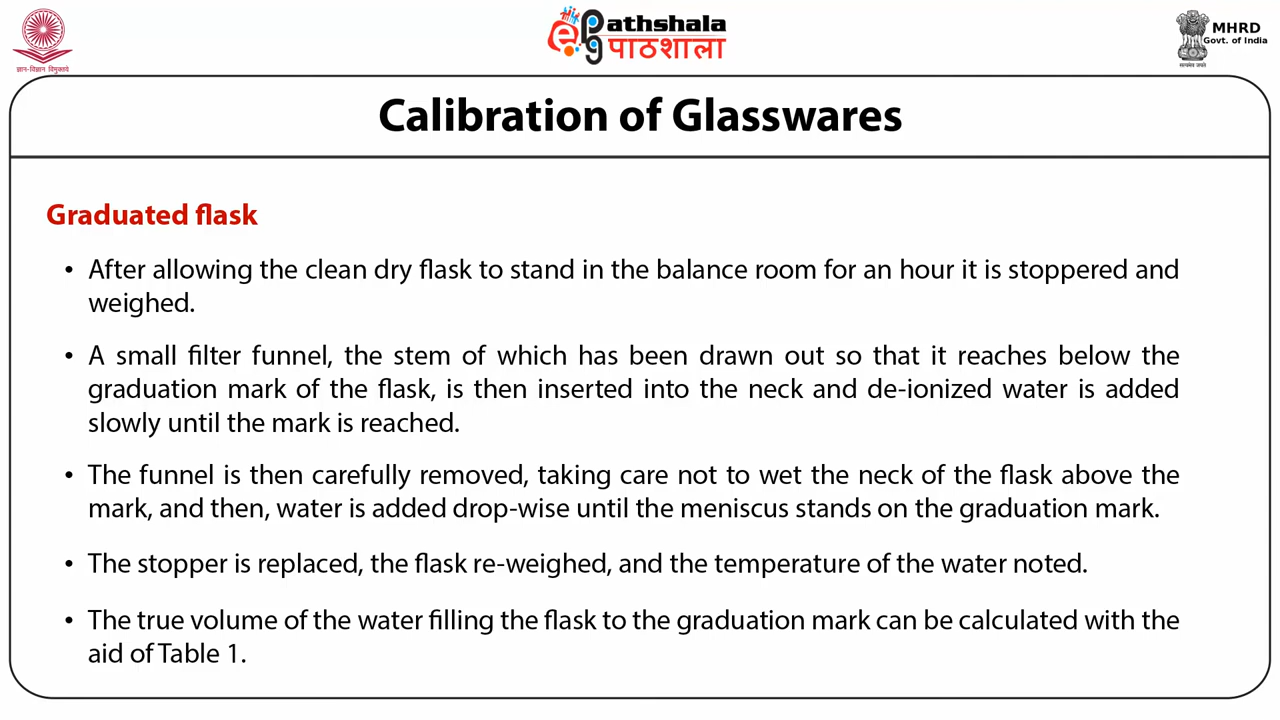 ज्ञान-विज्ञान विमुक्तये
ePathshala
पाठशाला
MHRD
Govt. of India
सत्यमेव जयते
Calibration of Glasswares
Graduated flask
• After allowing the clean dry flask to stand in the balance room for an hour it is stoppered and
weighed.
• A small filter funnel, the stem of which has been drawn out so that it reaches below the
graduation mark of the flask, is then inserted into the neck and de-ionized water is added
slowly until the mark is reached.
• The funnel is then carefully removed, taking care not to wet the neck of the flask above the
mark, and then, water is added drop-wise until the meniscus stands on the graduation mark.
• The stopper is replaced, the flask re-weighed, and the temperature of the water noted.
• The true volume of the water filling the flask to the graduation mark can be calculated with the
aid of Table 1.